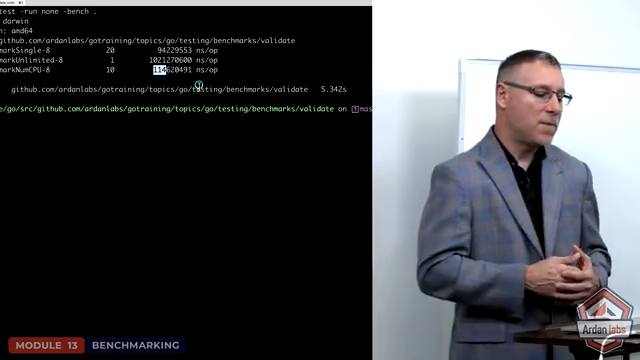 test -run none -bench .
darwin
: amd64
github.com/ardanlabs/gotraining/topics/go/testing/benchmarks/validate
markSingle-8 20 94229553 ns/op
markUnlimited-8 1 1021270600 ns/op
markNumCPU-8 10 114620491 ns/op
github.com/ardanlabs/gotraining/topics/go/testing/benchmarks/validate 5.342s
e/go/src/github.com/ardanlabs/gotraining/topics/go/testing/benchmarks/validate on mas
MODULE 13 BENCHMARKING
Ardan labs